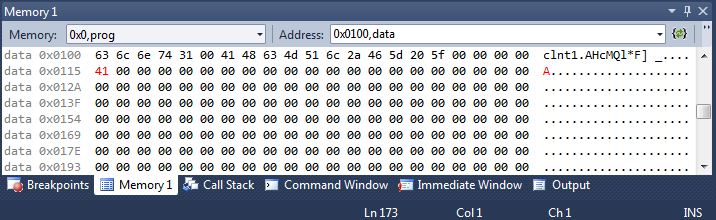 Memory 1
Memory: 0x0,prog Address: 0x0100,data
data 0x0100 63 6c 6e 74 31 00 41 48 63 4d 51 6c 2a 46 5d 20 5f 00 00 00 00 clnt1.AHcMQl*F] _....
data 0x0115 41 00 00 00 00 00 00 00 00 00 00 00 00 00 00 00 00 00 00 00 00 A....................
data 0x012A 00 00 00 00 00 00 00 00 00 00 00 00 00 00 00 00 00 00 00 00 00 .....................
data 0x013F 00 00 00 00 00 00 00 00 00 00 00 00 00 00 00 00 00 00 00 00 00 .....................
data 0x0154 00 00 00 00 00 00 00 00 00 00 00 00 00 00 00 00 00 00 00 00 00 .....................
data 0x0169 00 00 00 00 00 00 00 00 00 00 00 00 00 00 00 00 00 00 00 00 00 .....................
data 0x017E 00 00 00 00 00 00 00 00 00 00 00 00 00 00 00 00 00 00 00 00 00 .....................
data 0x0193 00 00 00 00 00 00 00 00 00 00 00 00 00 00 00 00 00 00 00 00 00 .....................
Breakpoints Memory 1 Call Stack Command Window Immediate Window Output
Ln 173 Col 1 Ch 1 INS